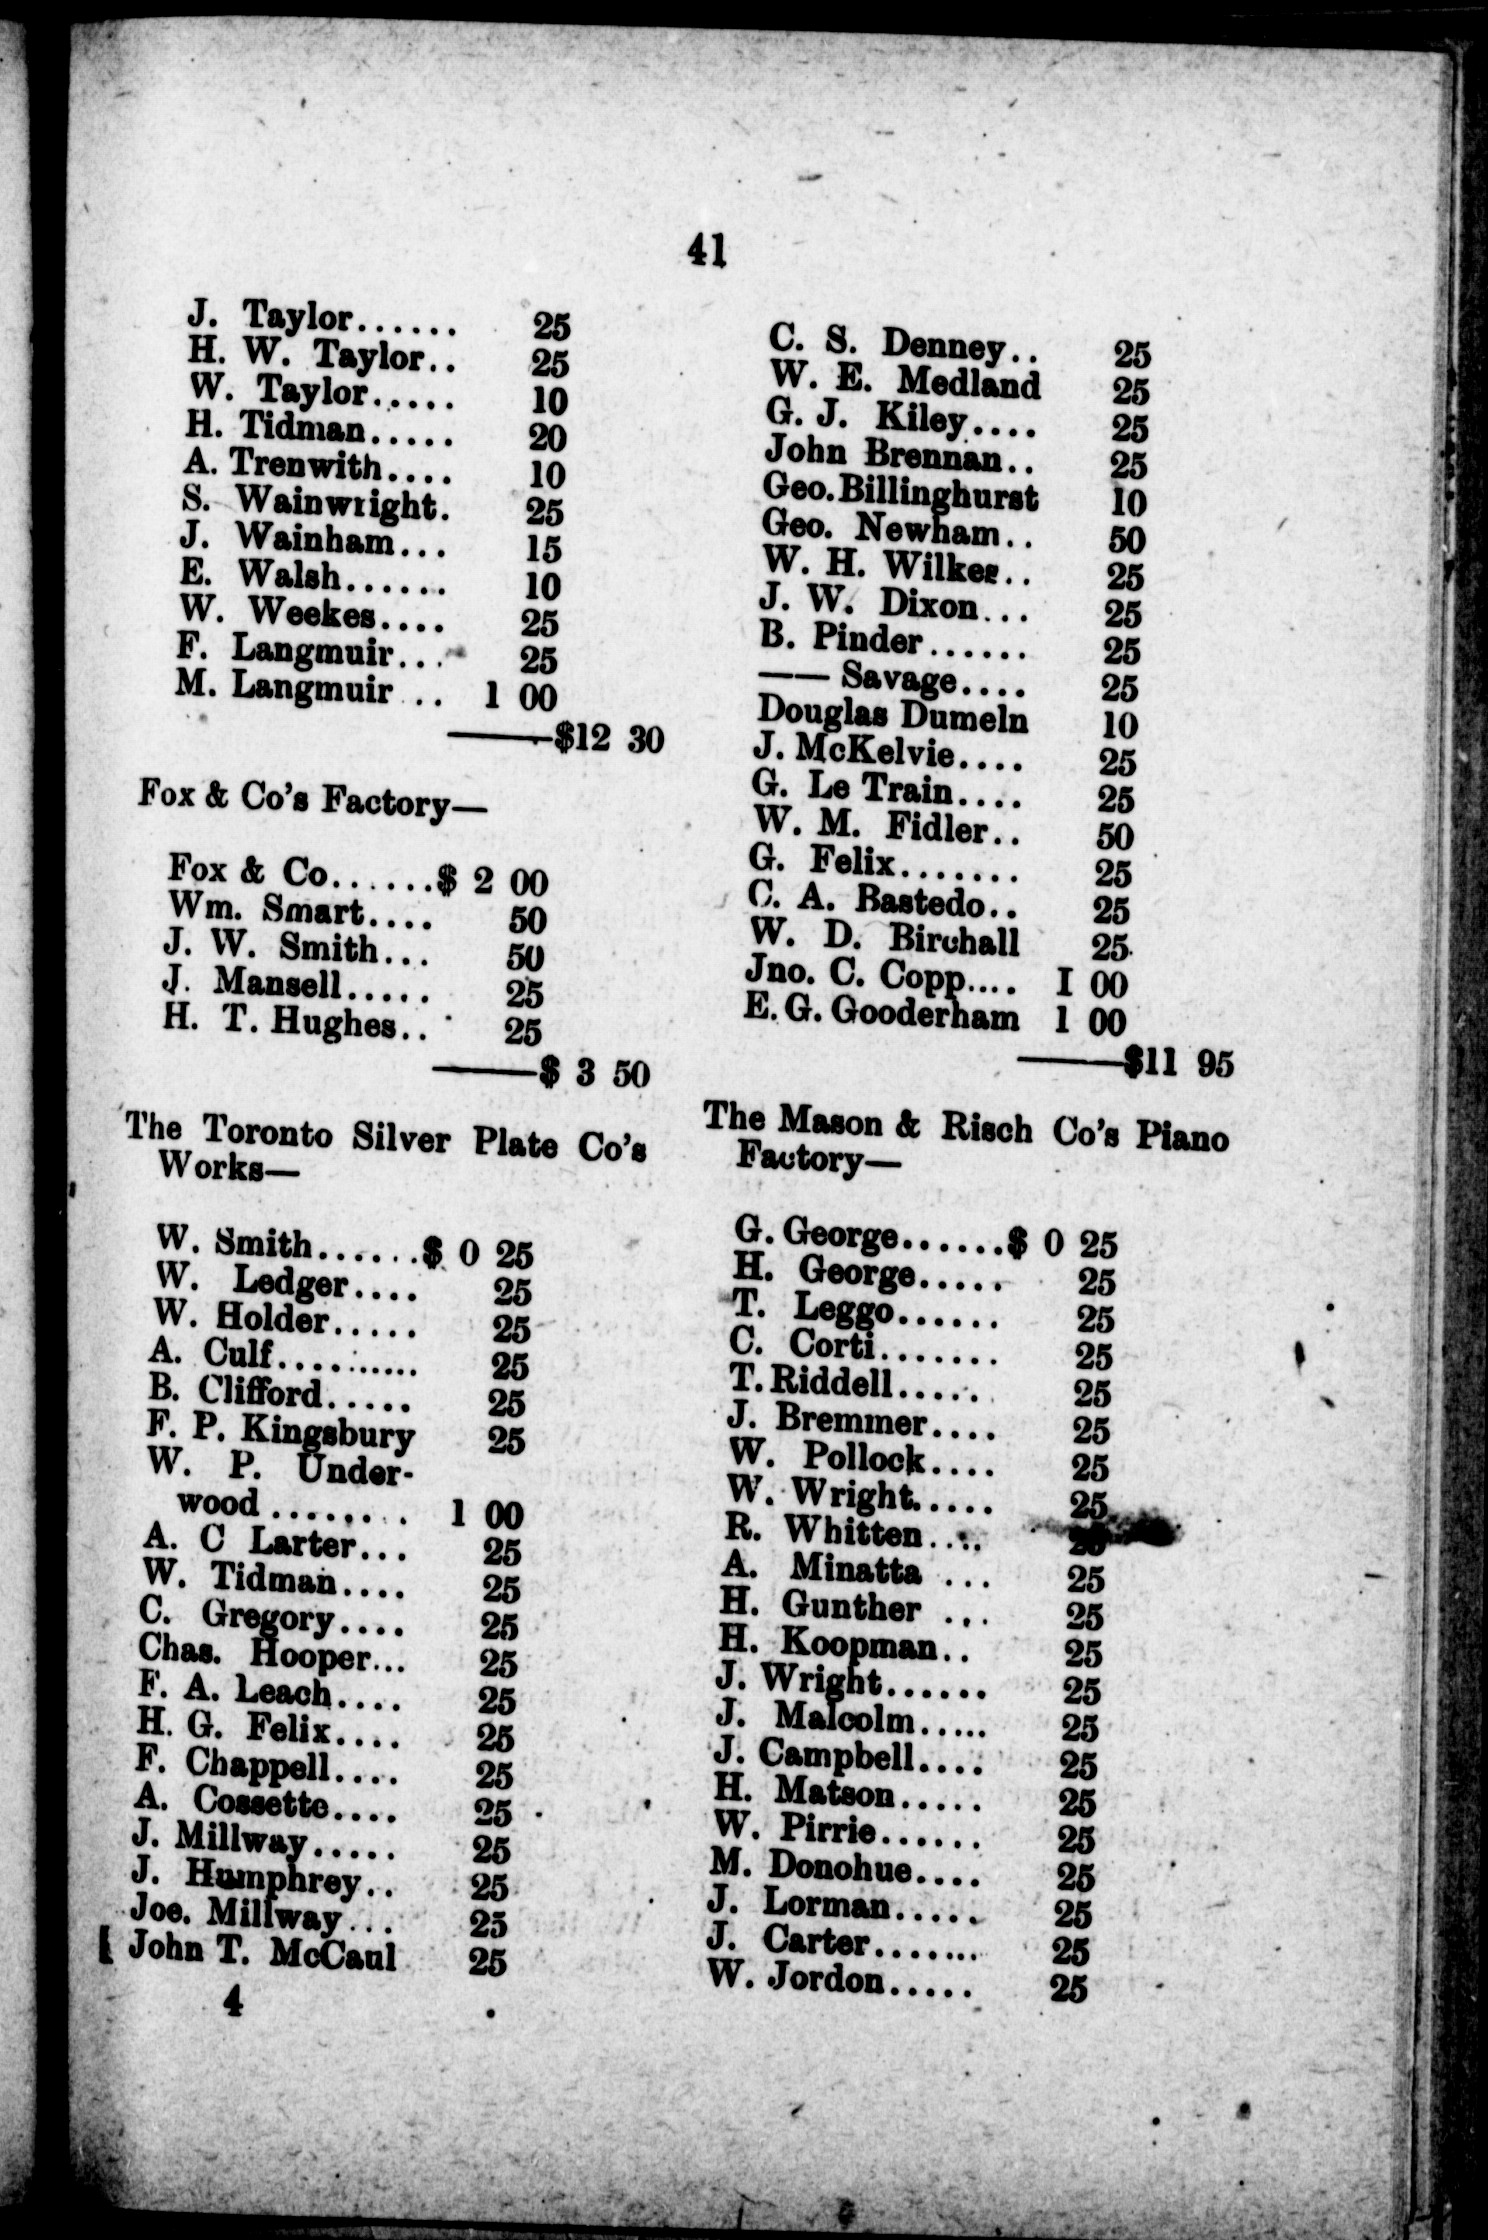 41
J. Taylor...... 25
H. W. Taylor.. 25
W. Taylor..... 10
H. Tidman..... 20
A. Trenwith.... 10
S. Wainwright. 25
J. Wainham... 15
E. Walsh....... 10
W. Weekes.... 25
F. Langmuir... 25
M. Langmuir .. 1 00
——$12 30
Fox & Co's Factory—
Fox & Co.......$ 2 00
Wm. Smart.... 50
J. W. Smith... 50
J. Mansell..... 25
H. T. Hughes.. 25
——$ 3 50
The Toronto Silver Plate Co's
Works—
W. Smith.......$ 0 25
W. Ledger.... 25
W. Holder..... 25
A. Culf........... 25
B. Clifford..... 25
F. P. Kingsbury 25
W. P. Under-
wood ........ 1 00
A. C Larter... 25
W. Tidman.... 25
C. Gregory.... 25
Chas. Hooper... 25
F. A. Leach.... 25
H. G. Felix.... 25
F. Chappell.... 25
A. Cossette.... 25
J. Millway..... 25
J. Humphrey.. 25
Joe. Millway... 25
John T. McCaul 25
4
C. S. Denney.. 25
W. E. Medland 25
G. J. Kiley.... 25
John Brennan.. 25
Geo. Billinghurst 10
Geo. Newham.. 50
W. H. Wilkes.. 25
J. W. Dixon... 25
B. Pinder...... 25
—— Savage.... 25
Douglas Dumeln 10
J. McKelvie.... 25
G. Le Train.... 25
W. M. Fidler.. 50
G. Felix....... 25
C. A. Bastedo.. 25
W. D. Birchall 25
Jno. C. Copp.... 1 00
E. G. Gooderham 1 00
——$11 95
The Mason & Risch Co's Piano
Factory—
G. George......$ 0 25
H. George..... 25
T. Leggo...... 25
C. Corti....... 25
T. Riddell..... 25
J. Bremmer.... 25
W. Pollock.... 25
W. Wright..... 25
R. Whitten....
A. Minatta ... 25
H. Gunther ... 25
H. Koopman.. 25
J. Wright...... 25
J. Malcolm..... 25
J. Campbell.... 25
H. Matson..... 25
W. Pirrie...... 25
M. Donohue.... 25
J. Lorman..... 25
J. Carter....... 25
W. Jordon..... 25